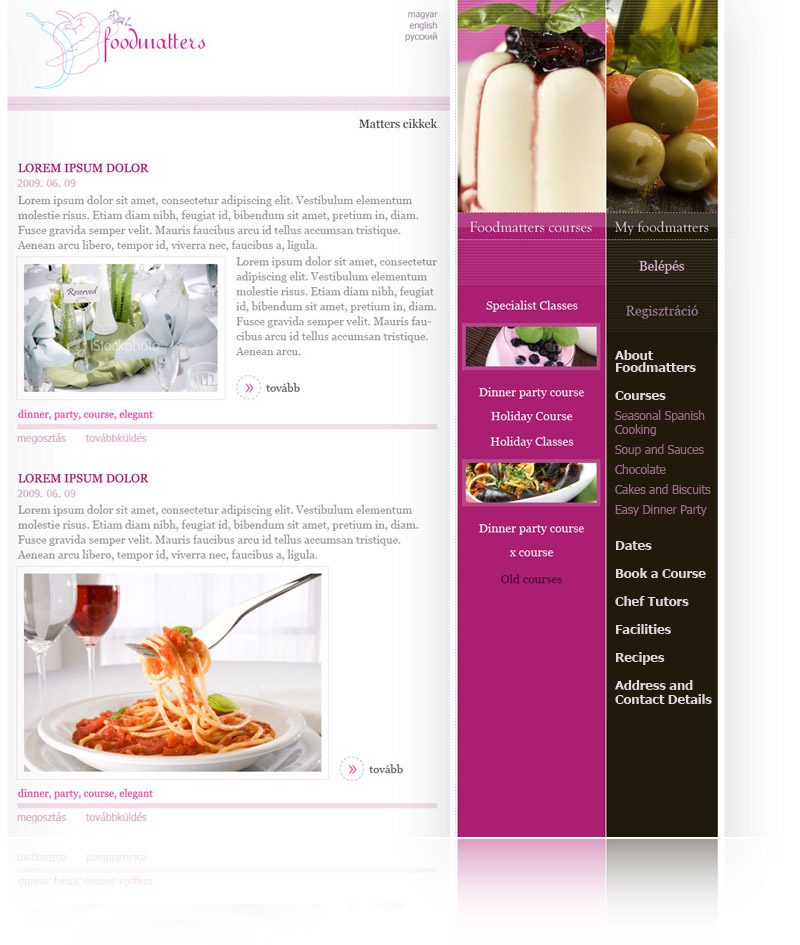 foodmatters
magyar
english
русский
Matters cikkek
LOREM IPSUM DOLOR
2009. 06. 09
Lorem ipsum dolor sit amet, consectetur adipiscing elit. Vestibulum elementum
molestie risus. Etiam diam nibh, feugiat id, bibendum sit amet, pretium in, diam.
Fusce gravida semper velit. Mauris faucibus arcu id tellus accumsan tristique.
Aenean arcu libero, tempor id, viverra nec, faucibus a, ligula.
Reserved
iStockphoto
Lorem ipsum dolor sit amet, consectetur
adipiscing elit. Vestibulum elementum
molestie risus. Etiam diam nibh, feugiat
id, bibendum sit amet, pretium in, diam.
Fusce gravida semper velit. Mauris fau-
cibus arcu id tellus accumsan tristique.
Aenean arcu.
» tovább
dinner, party, course, elegant
megosztás továbbküldés
LOREM IPSUM DOLOR
2009. 06. 09
Lorem ipsum dolor sit amet, consectetur adipiscing elit. Vestibulum elementum
molestie risus. Etiam diam nibh, feugiat id, bibendum sit amet, pretium in, diam.
Fusce gravida semper velit. Mauris faucibus arcu id tellus accumsan tristique.
Aenean arcu libero, tempor id, viverra nec, faucibus a, ligula.
» tovább
dinner, party, course, elegant
megosztás továbbküldés
Foodmatters courses
Specialist Classes
Dinner party course
Holiday Course
Holiday Classes
Dinner party course
x course
Old courses
My foodmatters
Belépés
Regisztráció
About
Foodmatters
Courses
Seasonal Spanish
Cooking
Soup and Sauces
Chocolate
Cakes and Biscuits
Easy Dinner Party
Dates
Book a Course
Chef Tutors
Facilities
Recipes
Address and
Contact Details